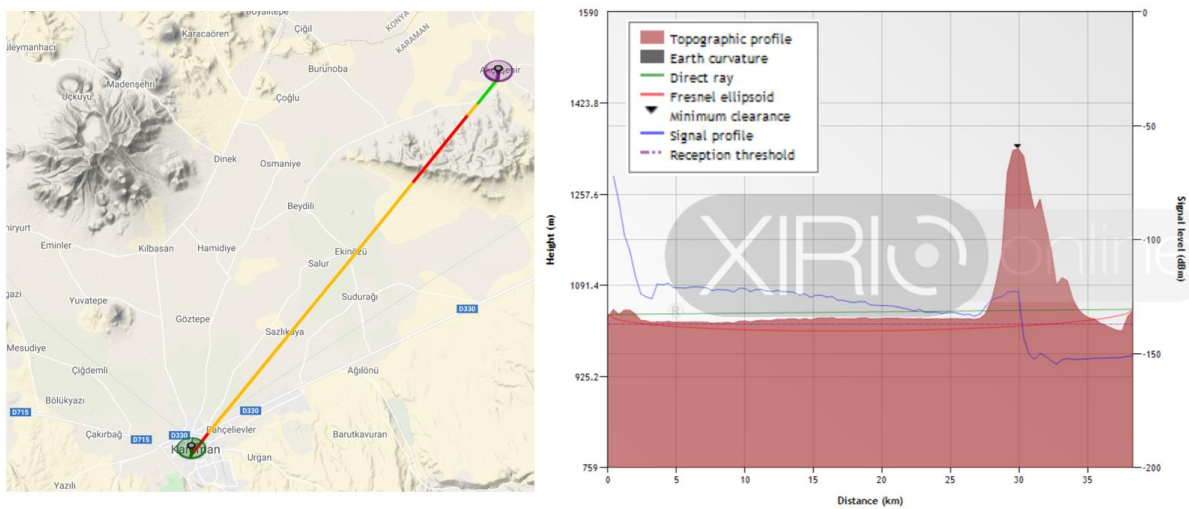 Karacaören
Çiğil
KONYA
KARAMAN
Burunoba
Madenşehri
Üçkuyu
Çoğlu
Dinek
Osmaniye
Beydili
Eminler
Kılbasan
Hamidiye
Ekinözü
Salur
Yuvatepe
Göztepe
Sudurağı
D330
Sazlıkaya
Mesudiye
Çiğdemli
Ağılönü
Bölükyazı
D715
D330
Çakırbağ
D715
D330
Bahçelievler
Barutkavuran
Karaman
Urgan
Yazılı
1590
1423.8
1257.6
1091.4
925.2
759
Height (m)
Topographic profile
Earth curvature
Direct ray
Fresnel ellipsoid
Minimum clearance
Signal profile
Reception threshold
XIRIO online
0
-50
-100
-150
-200
Signal level (dBm)
0 5 10 15 20 25 30 35
Distance (km)